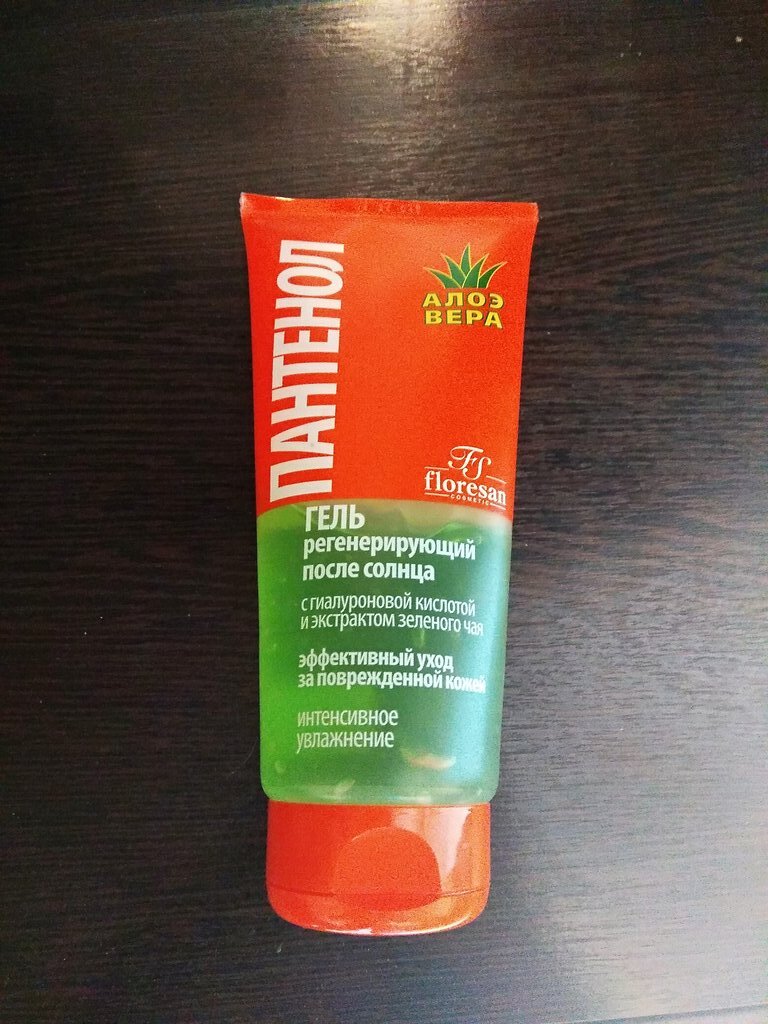 ПАНТЕНОЛ
АЛОЭ
ВЕРА
FS
floresan
COSMETIC
ГЕЛЬ
регенерирующий
после солнца
с гиалуроновой кислотой
и экстрактом зеленого чая
эффективный уход
за поврежденной кожей
интенсивное
увлажнение